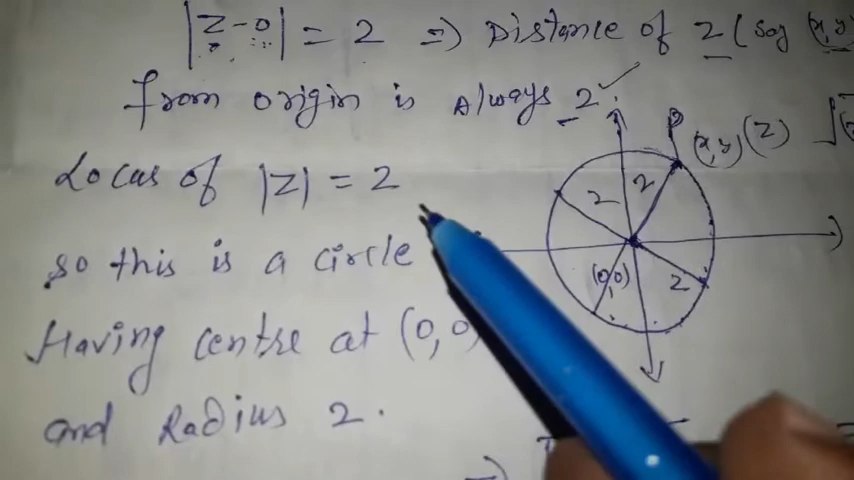 |Z-0| = 2 => Distance of Z (say (x,y)
from origin is Always 2.
Locus of |Z| = 2
so this is a circle
Having centre at (0,0)
and Radius 2.
P
(x,y) (Z)
2
2
(0,0)
2